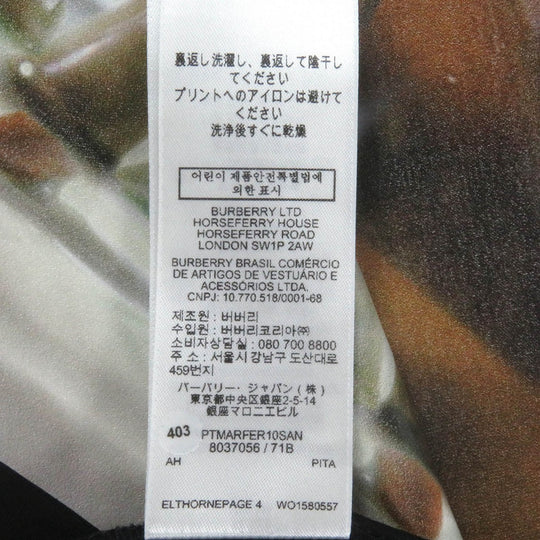 裏返し洗濯し、裏返して陰干し
てください
プリントへのアイロンは避けて
ください
洗浄後すぐに乾燥
어린이 제품안전특별법에
의한 표시
BURBERRY LTD
HORSEFERRY HOUSE
HORSEFERRY ROAD
LONDON SW1P 2AW
BURBERRY BRASIL COMÉRCIO
DE ARTIGOS DE VESTUÁRIO E
ACESSÓRIOS LTDA.
CNPJ: 10.770.518/0001-68
제조원 : 버버리
수입원 : 버버리코리아㈜
소비자상담실 : 080 700 8800
주 소 : 서울시강남구 도산대로
459번지
バーバリー・ジャパン（株）
東京都中央区銀座2-5-14
銀座マロニエビル
403 PTMARFER10SAN
8037056 / 71B
AH PITA
ELTHORNEPAGE 4 WO1580557